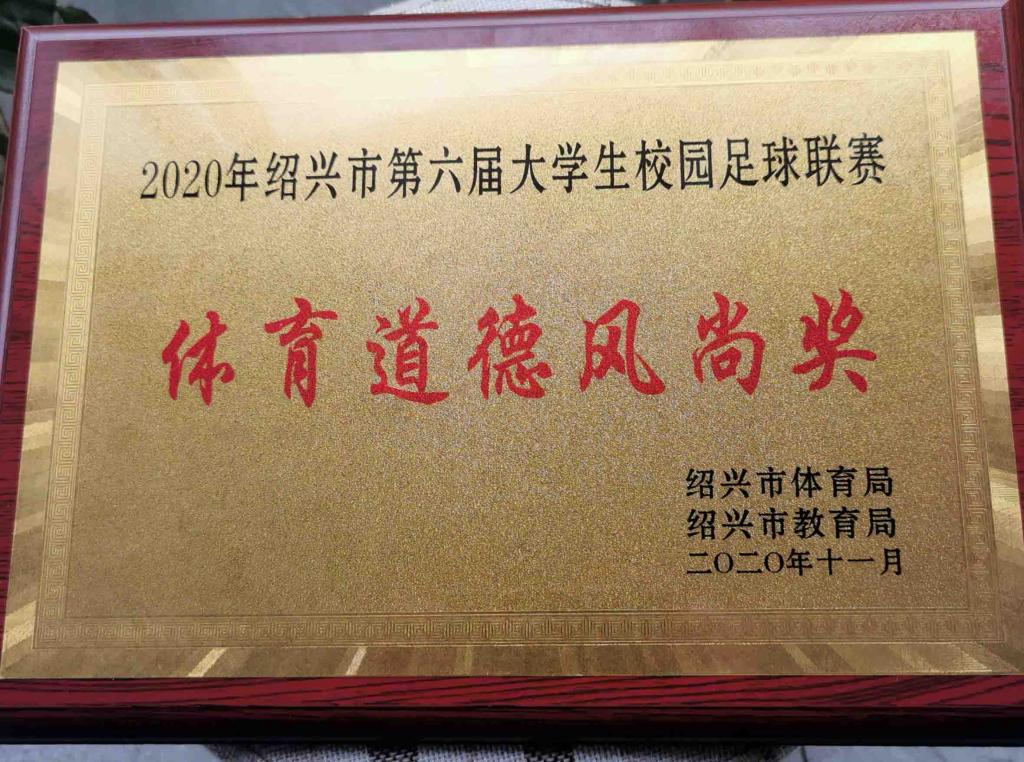 2020年绍兴市第六届大学生校园足球联赛
体育道德风尚奖
绍兴市体育局
绍兴市教育局
二〇二〇年十一月